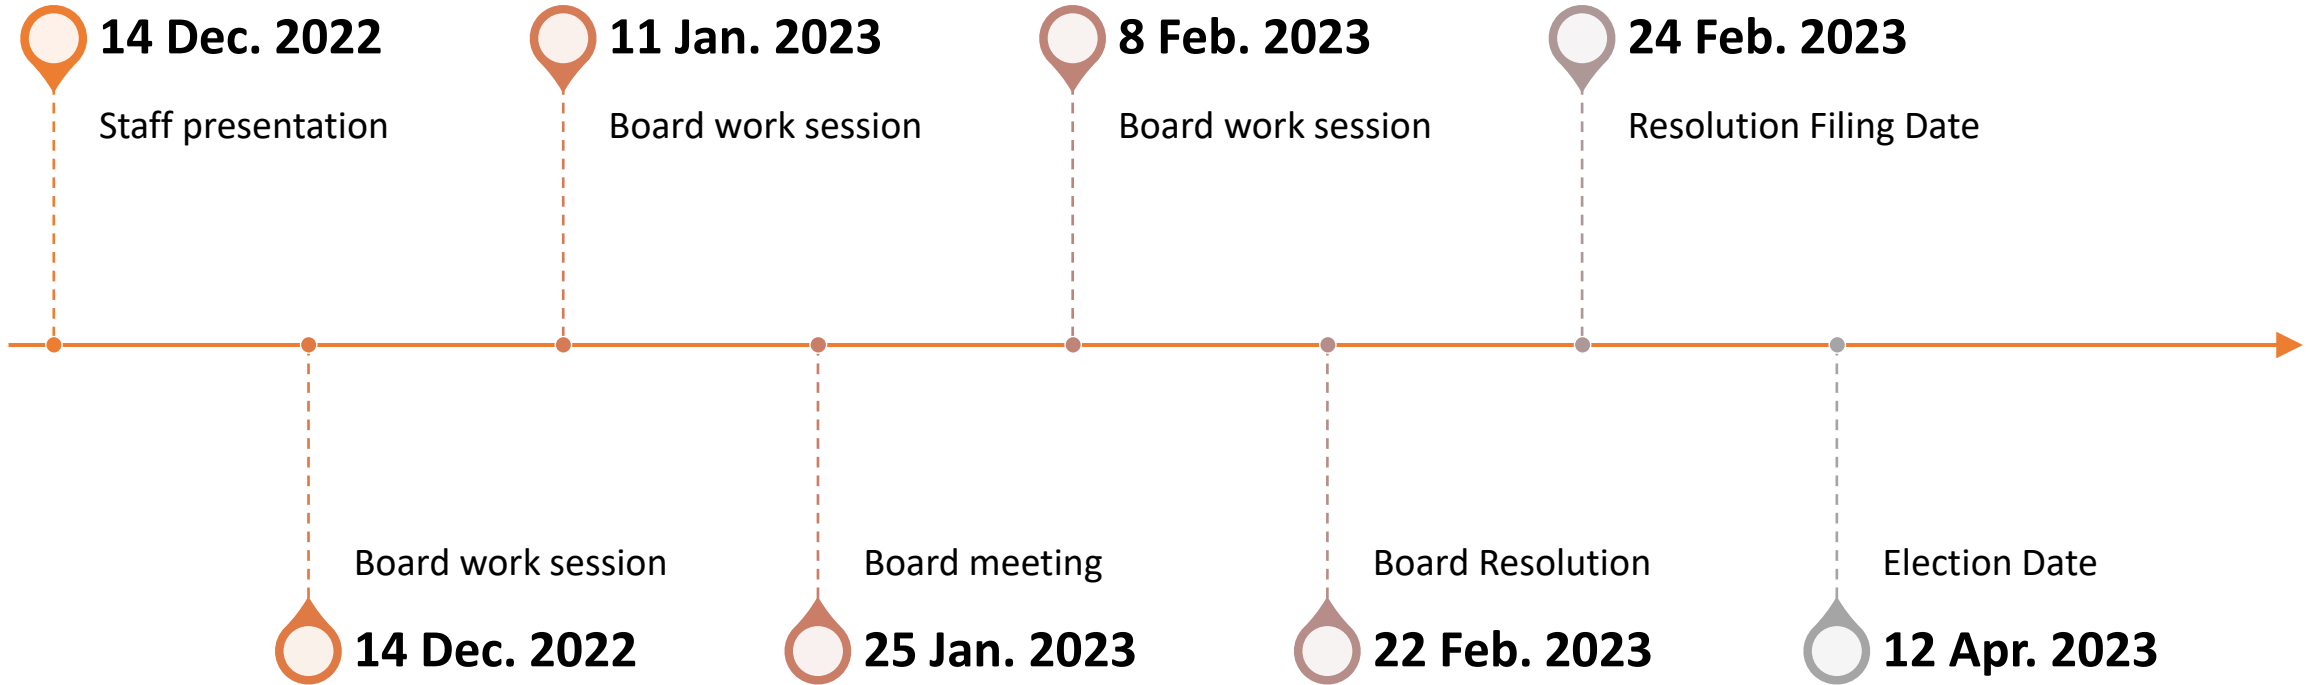 14 Dec. 2022
Staff presentation
11 Jan. 2023
Board work session
8 Feb. 2023
Board work session
24 Feb. 2023
Resolution Filing Date
Board work session
14 Dec. 2022
Board meeting
25 Jan. 2023
Board Resolution
22 Feb. 2023
Election Date
12 Apr. 2023